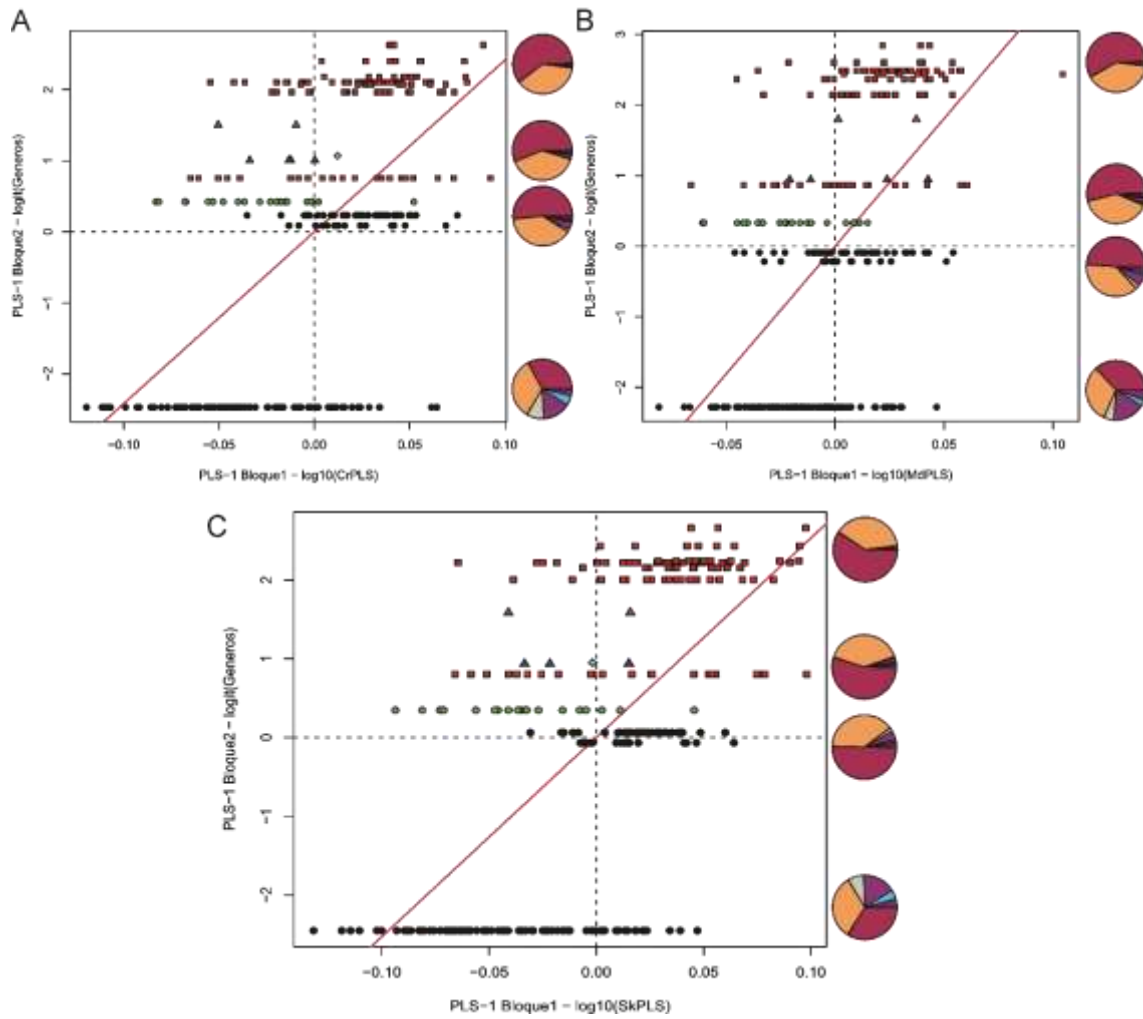 A
PLS-1 Bloque2 - logit(Generos)
2
1
0
-1
-2
-0.10 -0.05 0.00 0.05 0.10
PLS-1 Bloque1 - log10(CrPLS)
B
PLS-1 Bloque2 - logit(Generos)
3
2
1
0
-1
-2
-0.05 0.00 0.05 0.10
PLS-1 Bloque1 - log10(MdPLS)
C
PLS-1 Bloque2 - logit(Generos)
2
1
0
-1
-2
-0.10 -0.05 0.00 0.05 0.10
PLS-1 Bloque1 - log10(SkPLS)